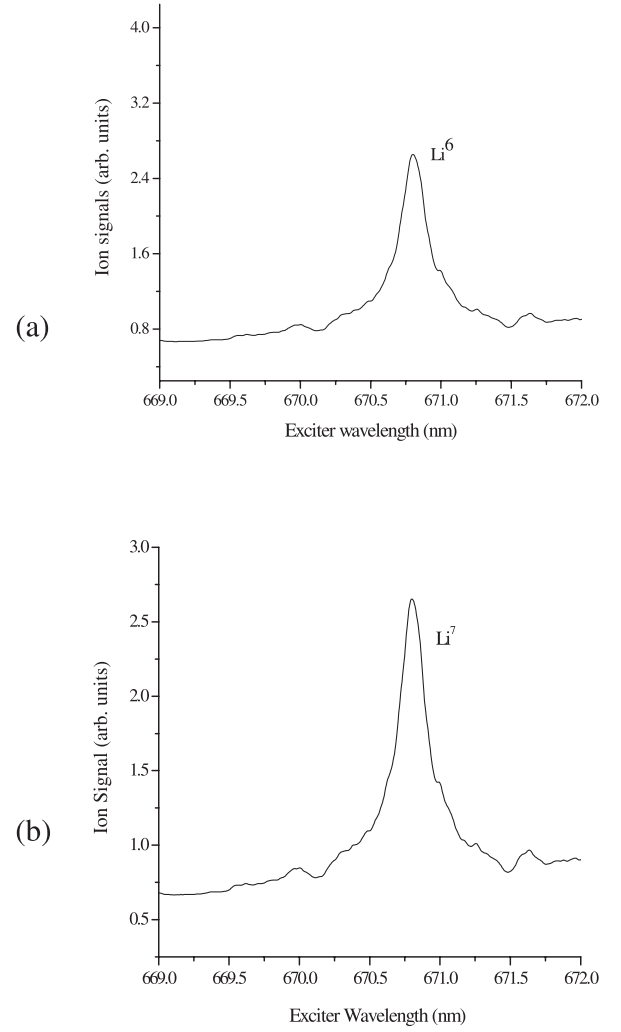 4.0
3.2
2.4
1.6
0.8
Ion signals (arb. units)
Li6
(a)
669.0 669.5 670.0 670.5 671.0 671.5 672.0
Exciter wavelength (nm)
3.0
2.5
2.0
1.5
1.0
0.5
Ion Signal (arb. units)
Li7
(b)
669.0 669.5 670.0 670.5 671.0 671.5 672.0
Exciter Wavelength (nm)